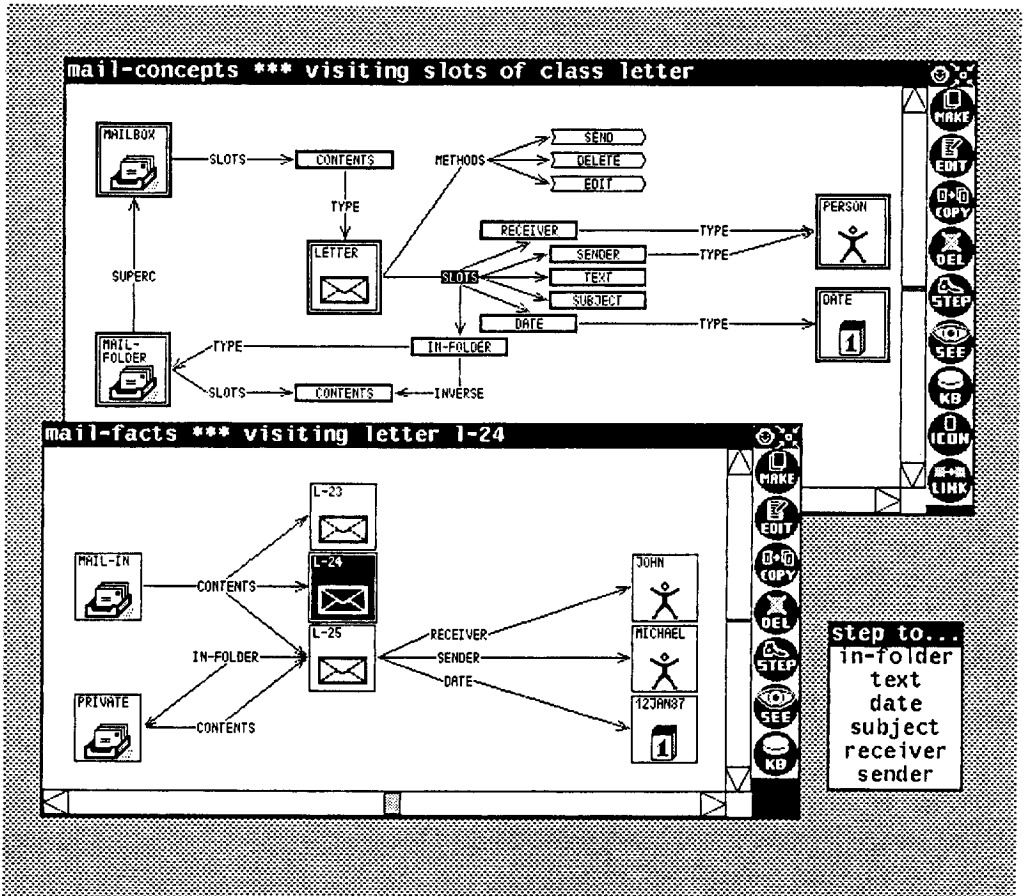 mail-concepts *** visiting slots of class letter
MAILBOX
SLOTS
CONTENTS
METHODS
SEND
DELETE
EDIT
TYPE
LETTER
SLOTS
RECEIVER
SENDER
TEXT
SUBJECT
DATE
TYPE
TYPE
TYPE
PERSON
DATE
1
SUPERC
MAIL-
FOLDER
TYPE
IN-FOLDER
SLOTS
CONTENTS
INVERSE
MAKE
EDIT
COPY
DEL
STEP
SEE
KB
ICON
LINK
mail-facts *** visiting letter l-24
MAIL-IN
CONTENTS
L-23
L-24
L-25
IN-FOLDER
PRIVATE
CONTENTS
RECEIVER
SENDER
DATE
JOHN
MICHAEL
12JAN87
1
MAKE
EDIT
COPY
DEL
STEP
SEE
KB
step to...
in-folder
text
date
subject
receiver
sender